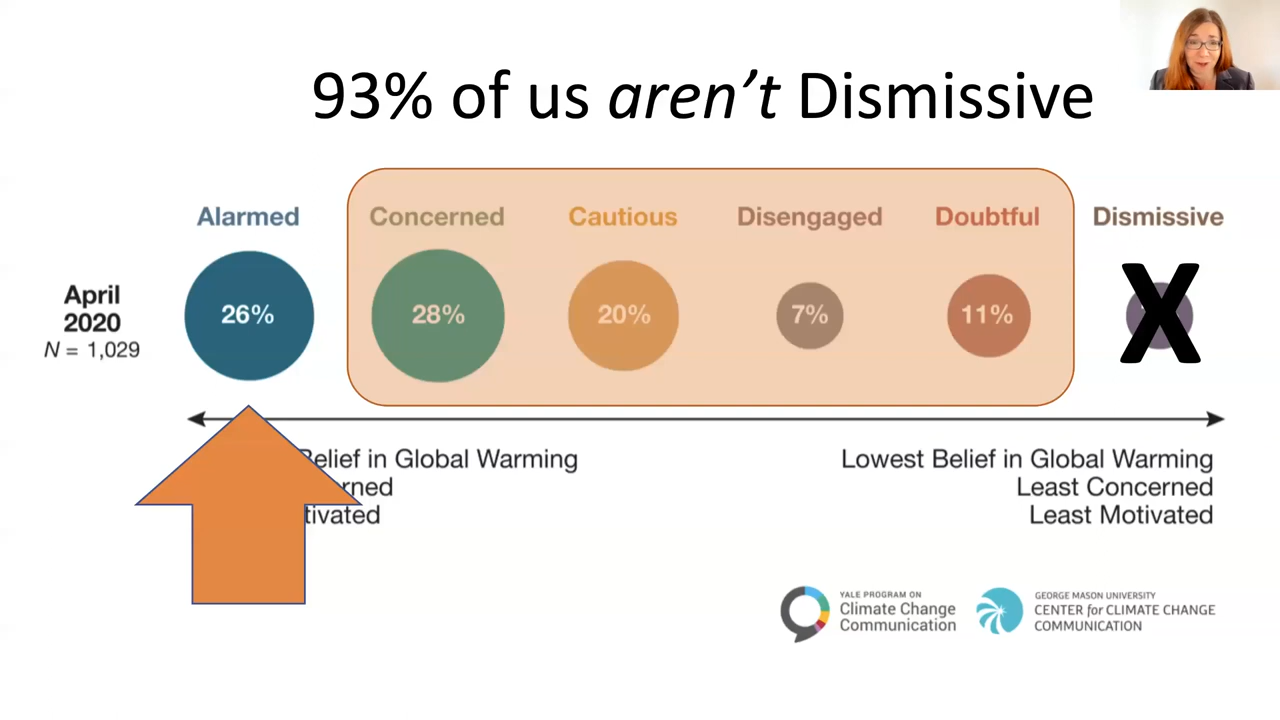 93% of us aren't Dismissive
Alarmed Concerned Cautious Disengaged Doubtful Dismissive
April
2020
N = 1,029
26% 28% 20% 7% 11% X
Belief in Global Warming
Lowest Belief in Global Warming
Least Concerned
Least Motivated
YALE PROGRAM ON
Climate Change
Communication
GEORGE MASON UNIVERSITY
CENTER for CLIMATE CHANGE
COMMUNICATION